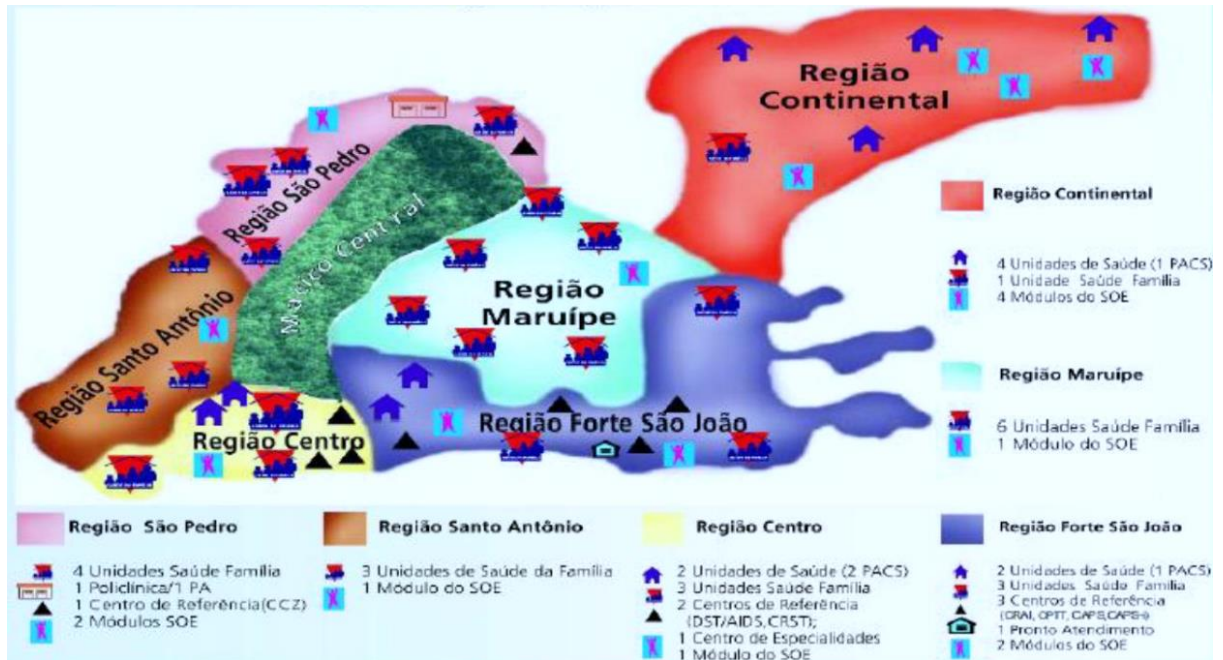 Região
Continental
Região São Pedro
Maciço Central
Região
Maruípe
Região Santo Antônio
Região Centro
Região Forte São João
Região Continental
4 Unidades de Saúde (1 PACS)
1 Unidade Saúde Família
4 Módulos do SOE
Região Maruípe
6 Unidades Saúde Família
1 Módulo do SOE
Região São Pedro
4 Unidades Saúde Família
1 Policlínica/1 PA
1 Centro de Referência(CCZ)
2 Módulos SOE
Região Santo Antônio
3 Unidades de Saúde da Família
1 Módulo do SOE
Região Centro
2 Unidades de Saúde (2 PACS)
3 Unidades Saúde Família
2 Centros de Referência
(DST/AIDS,CRST);
1 Centro de Especialidades
1 Módulo do SOE
Região Forte São João
2 Unidades de Saúde (1 PACS)
3 Unidades Saúde Família
3 Centros de Referência
1 Pronto Atendimento
2 Módulos do SOE